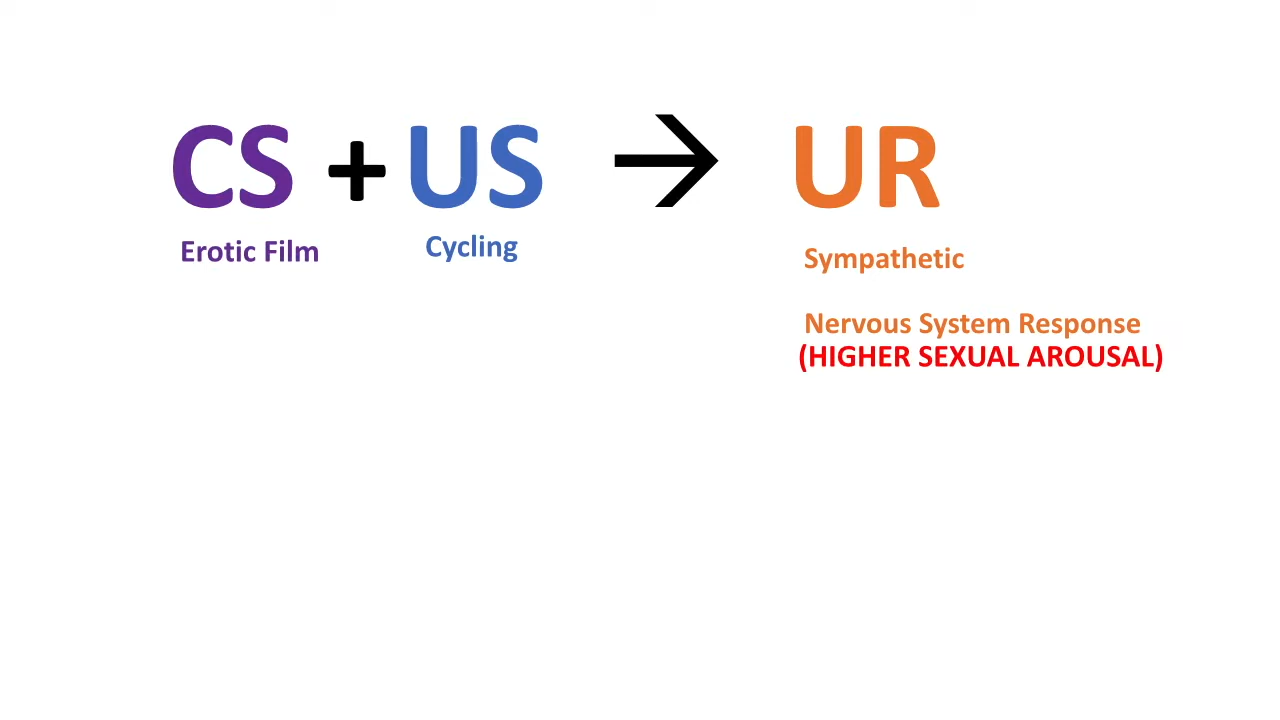 CS + US → UR
Erotic Film
Cycling
Sympathetic
Nervous System Response
(HIGHER SEXUAL AROUSAL)